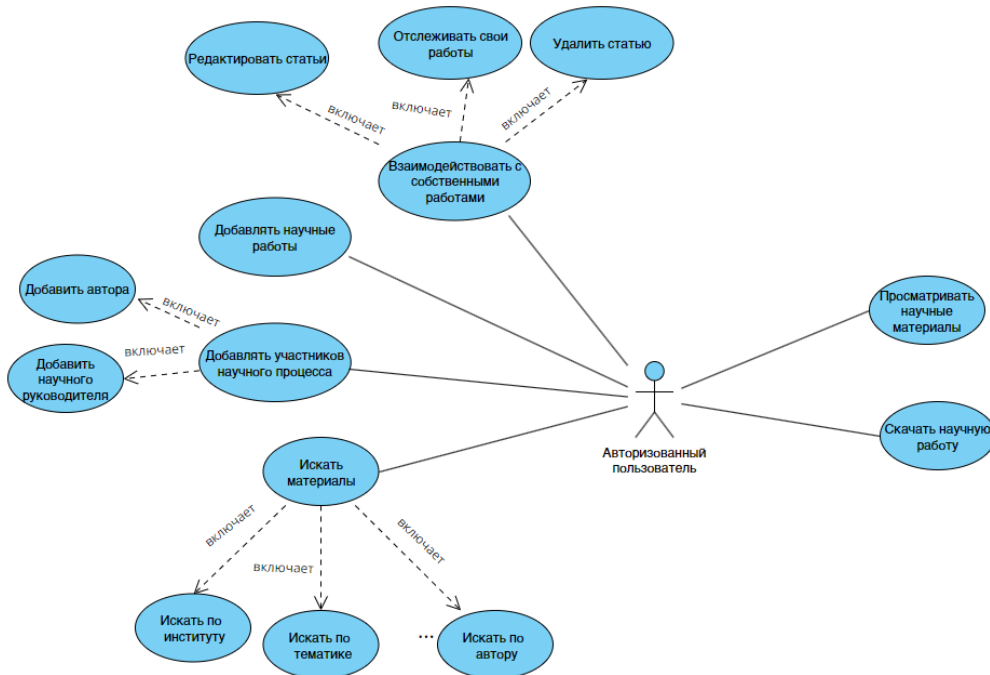 Отслеживать свои
работы
Удалить статью
Редактировать статьи
включает
включает
включает
Взаимодействовать с
собственными
работами
Добавлять научные
работы
Добавить автора
включает
включает
Добавлять участников
научного процесса
Добавить
научного
руководителя
Просматривать
научные
материалы
Скачать научную
работу
Авторизованный
пользователь
Искать
материалы
включает
включает
включает
Искать по
институту
Искать по
тематике
...
Искать по
автору